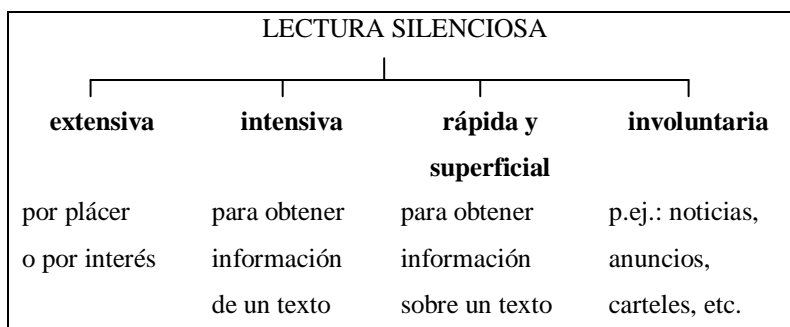 LECTURA SILENCIOSA
extensiva
intensiva
rápida y
superficial
involuntaria
por plácer
o por interés
para obtener
información
de un texto
para obtener
información
sobre un texto
p.ej.: noticias,
anuncios,
carteles, etc.